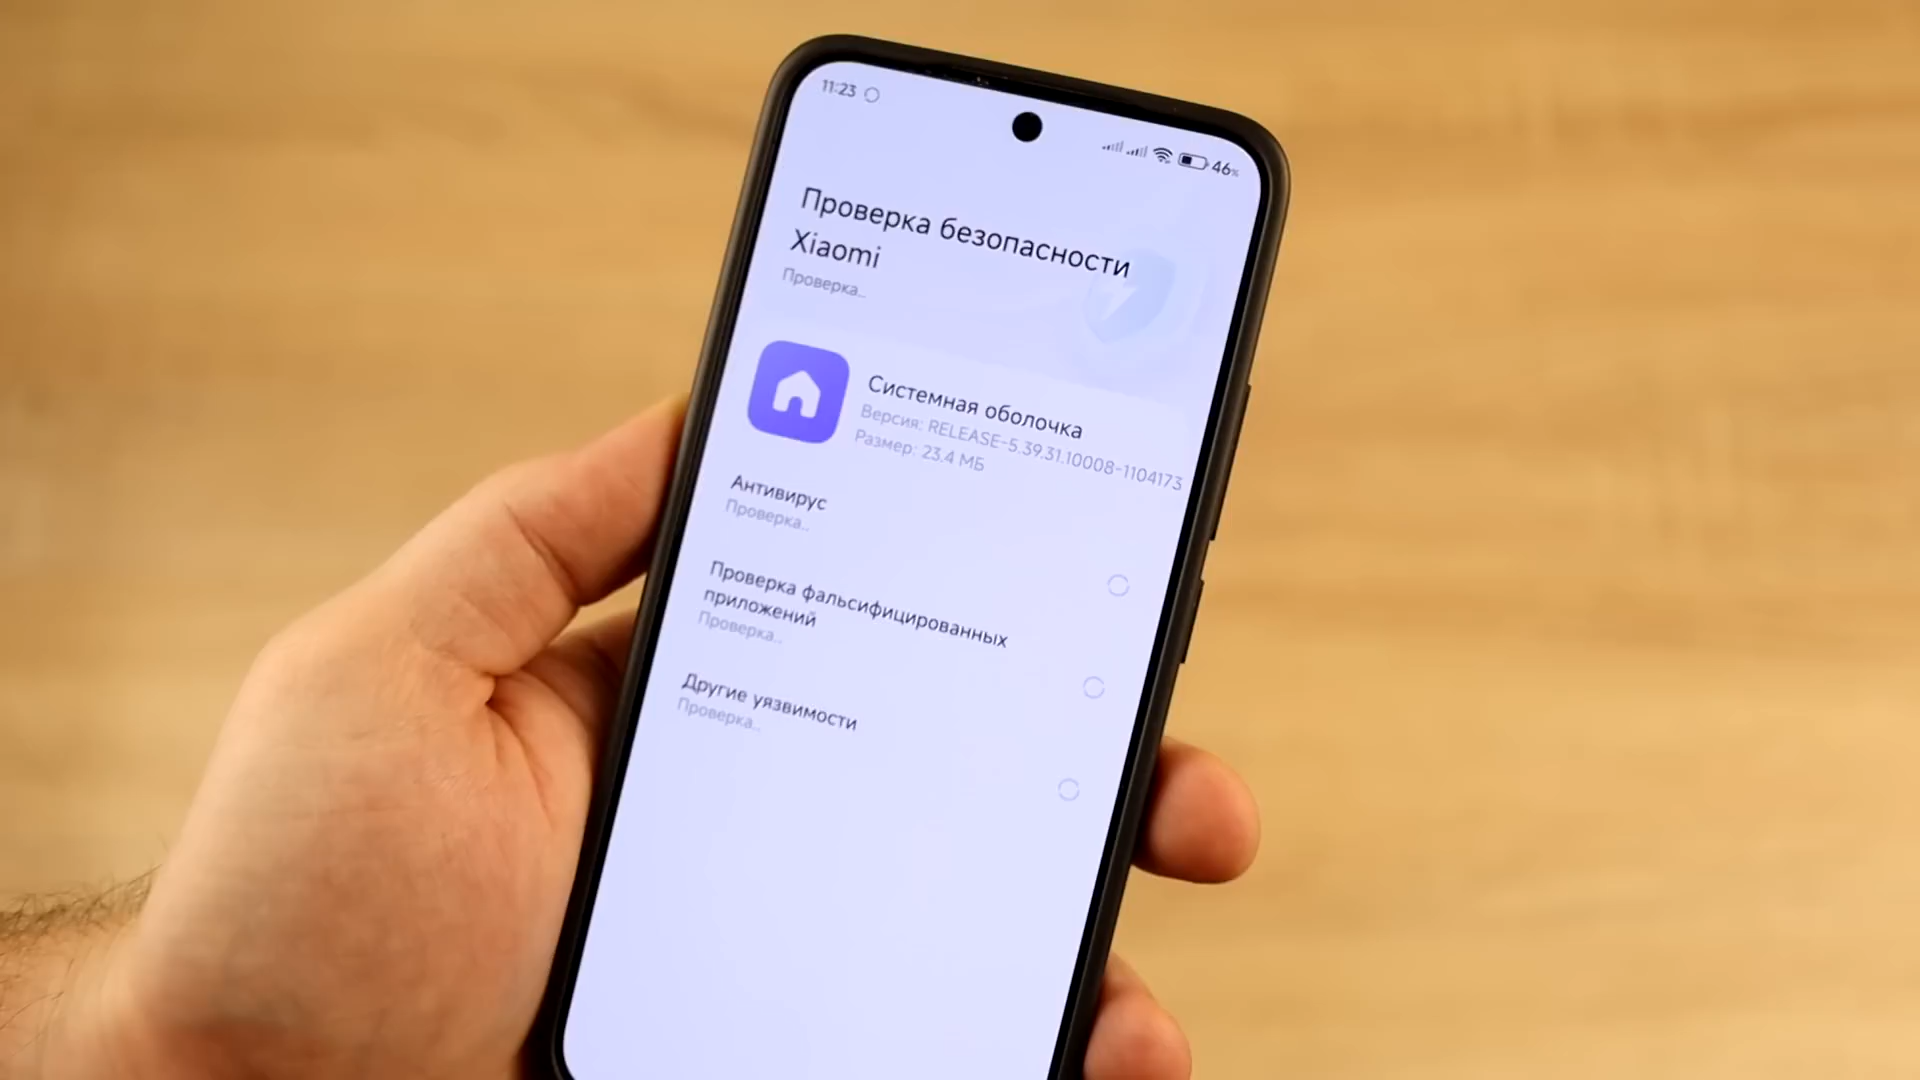 11:23
46%
Проверка безопасности
Xiaomi
Проверка..
Системная оболочка
Версия: RELEASE-5.39.31.10008-1104173
Размер: 23.4 МБ
Антивирус
Проверка..
Проверка фальсифицированных
приложений
Проверка..
Другие уязвимости
Проверка..